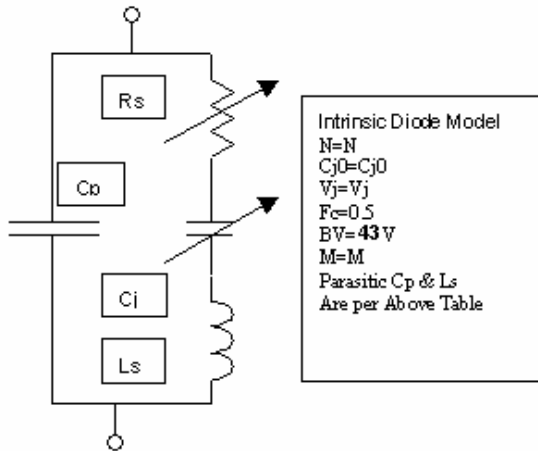 Rs
Cp
Cj
Ls
Intrinsic Diode Model
N=N
Cj0=Cj0
Vj=Vj
Fc=0.5
BV=43V
M=M
Parasitic Cp & Ls
Are per Above Table